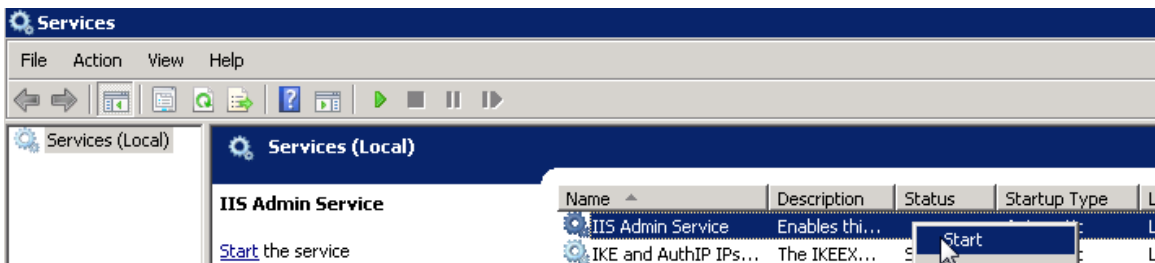 Services
File Action View Help
Services (Local)
Services (Local)
IIS Admin Service
Start the service
Name Description Status Startup Type L
IIS Admin Service Enables thi... L
Start
IKE and AuthIP IPs... The IKEEX... S L